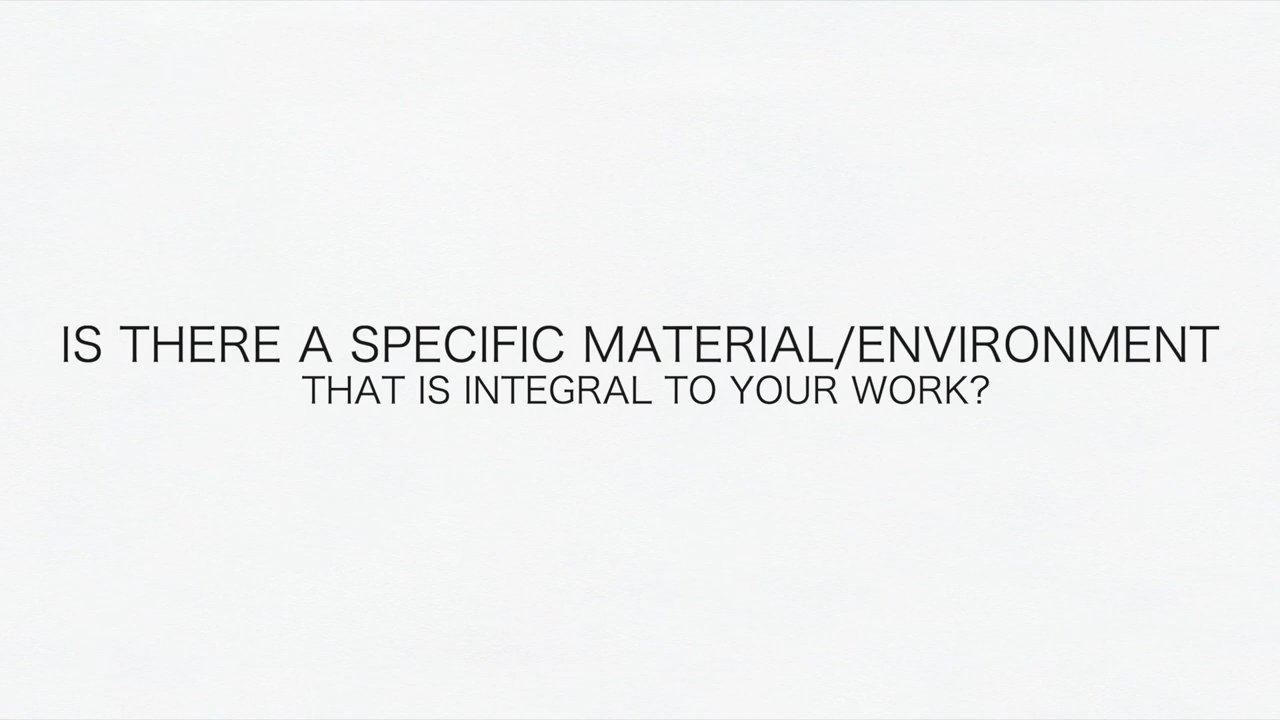 IS THERE A SPECIFIC MATERIAL/ENVIRONMENT
THAT IS INTEGRAL TO YOUR WORK?